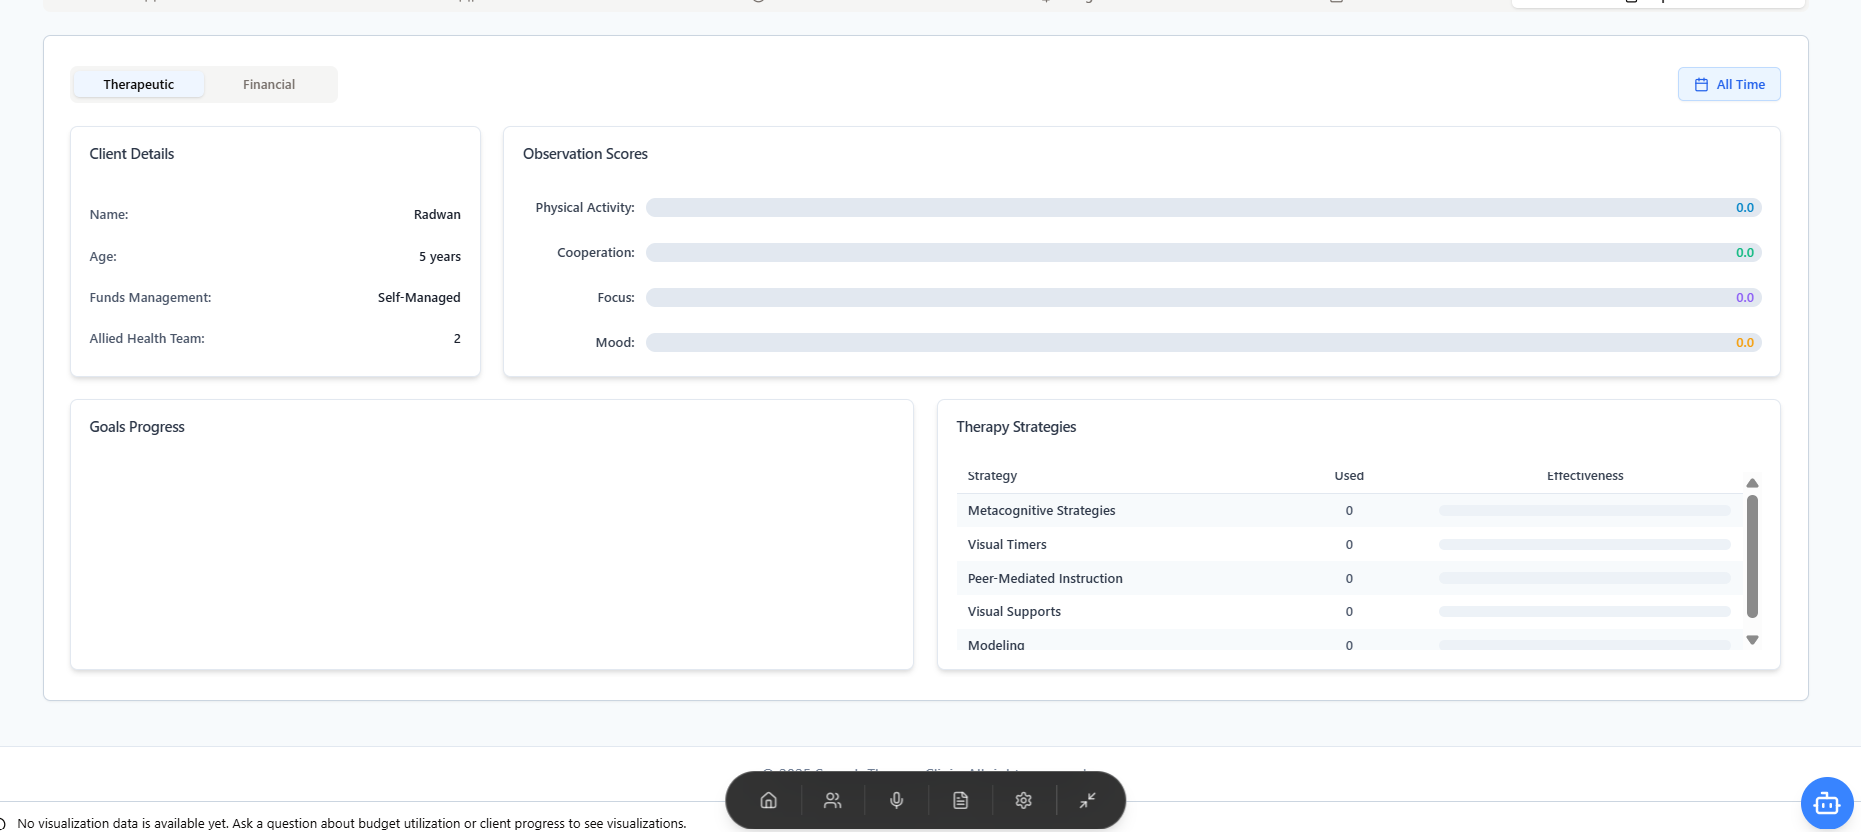 Therapeutic
Financial
All Time
Client Details
Name: Radwan
Age: 5 years
Funds Management: Self-Managed
Allied Health Team: 2
Observation Scores
Physical Activity: 0.0
Cooperation: 0.0
Focus: 0.0
Mood: 0.0
Goals Progress
Therapy Strategies
Strategy Used Effectiveness
Metacognitive Strategies 0
Visual Timers 0
Peer-Mediated Instruction 0
Visual Supports 0
Modeling 0
No visualization data is available yet. Ask a question about budget utilization or client progress to see visualizations.